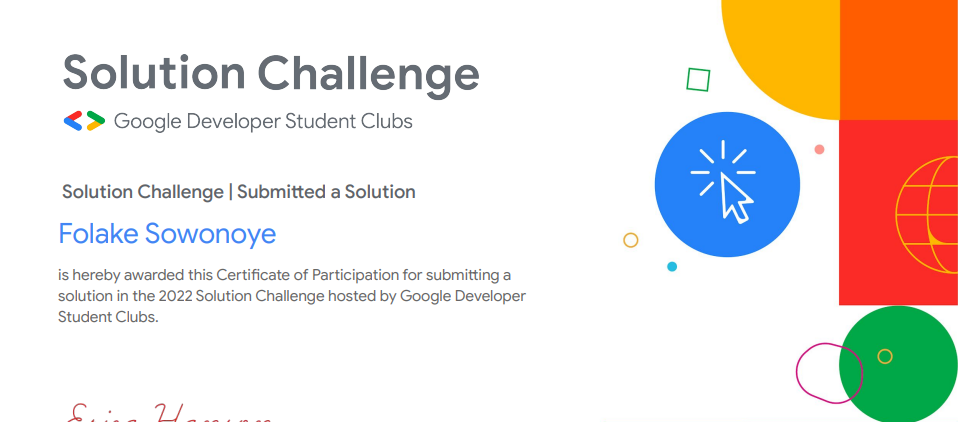 Solution Challenge
Google Developer Student Clubs
Solution Challenge | Submitted a Solution
Folake Sowonoye
is hereby awarded this Certificate of Participation for submitting a
solution in the 2022 Solution Challenge hosted by Google Developer
Student Clubs.